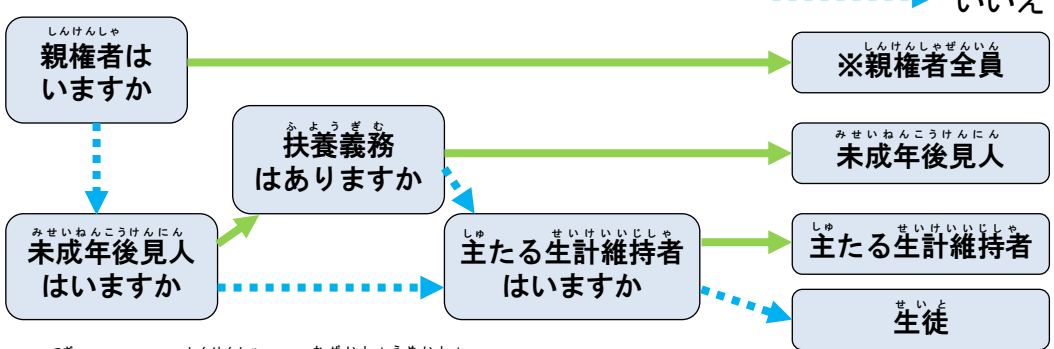 いいえ
しんけんしゃ
親権者は
いますか
しんけんしゃぜんいん
※親権者全員
ふようぎむ
扶養義務
はありますか
みせいねんこうけんにん
未成年後見人
みせいねんこうけんにん
未成年後見人
はいますか
しゅ せいけいいじしゃ
主たる生計維持者
はいますか
しゅ せいけいいじしゃ
主たる生計維持者
せいと
生徒